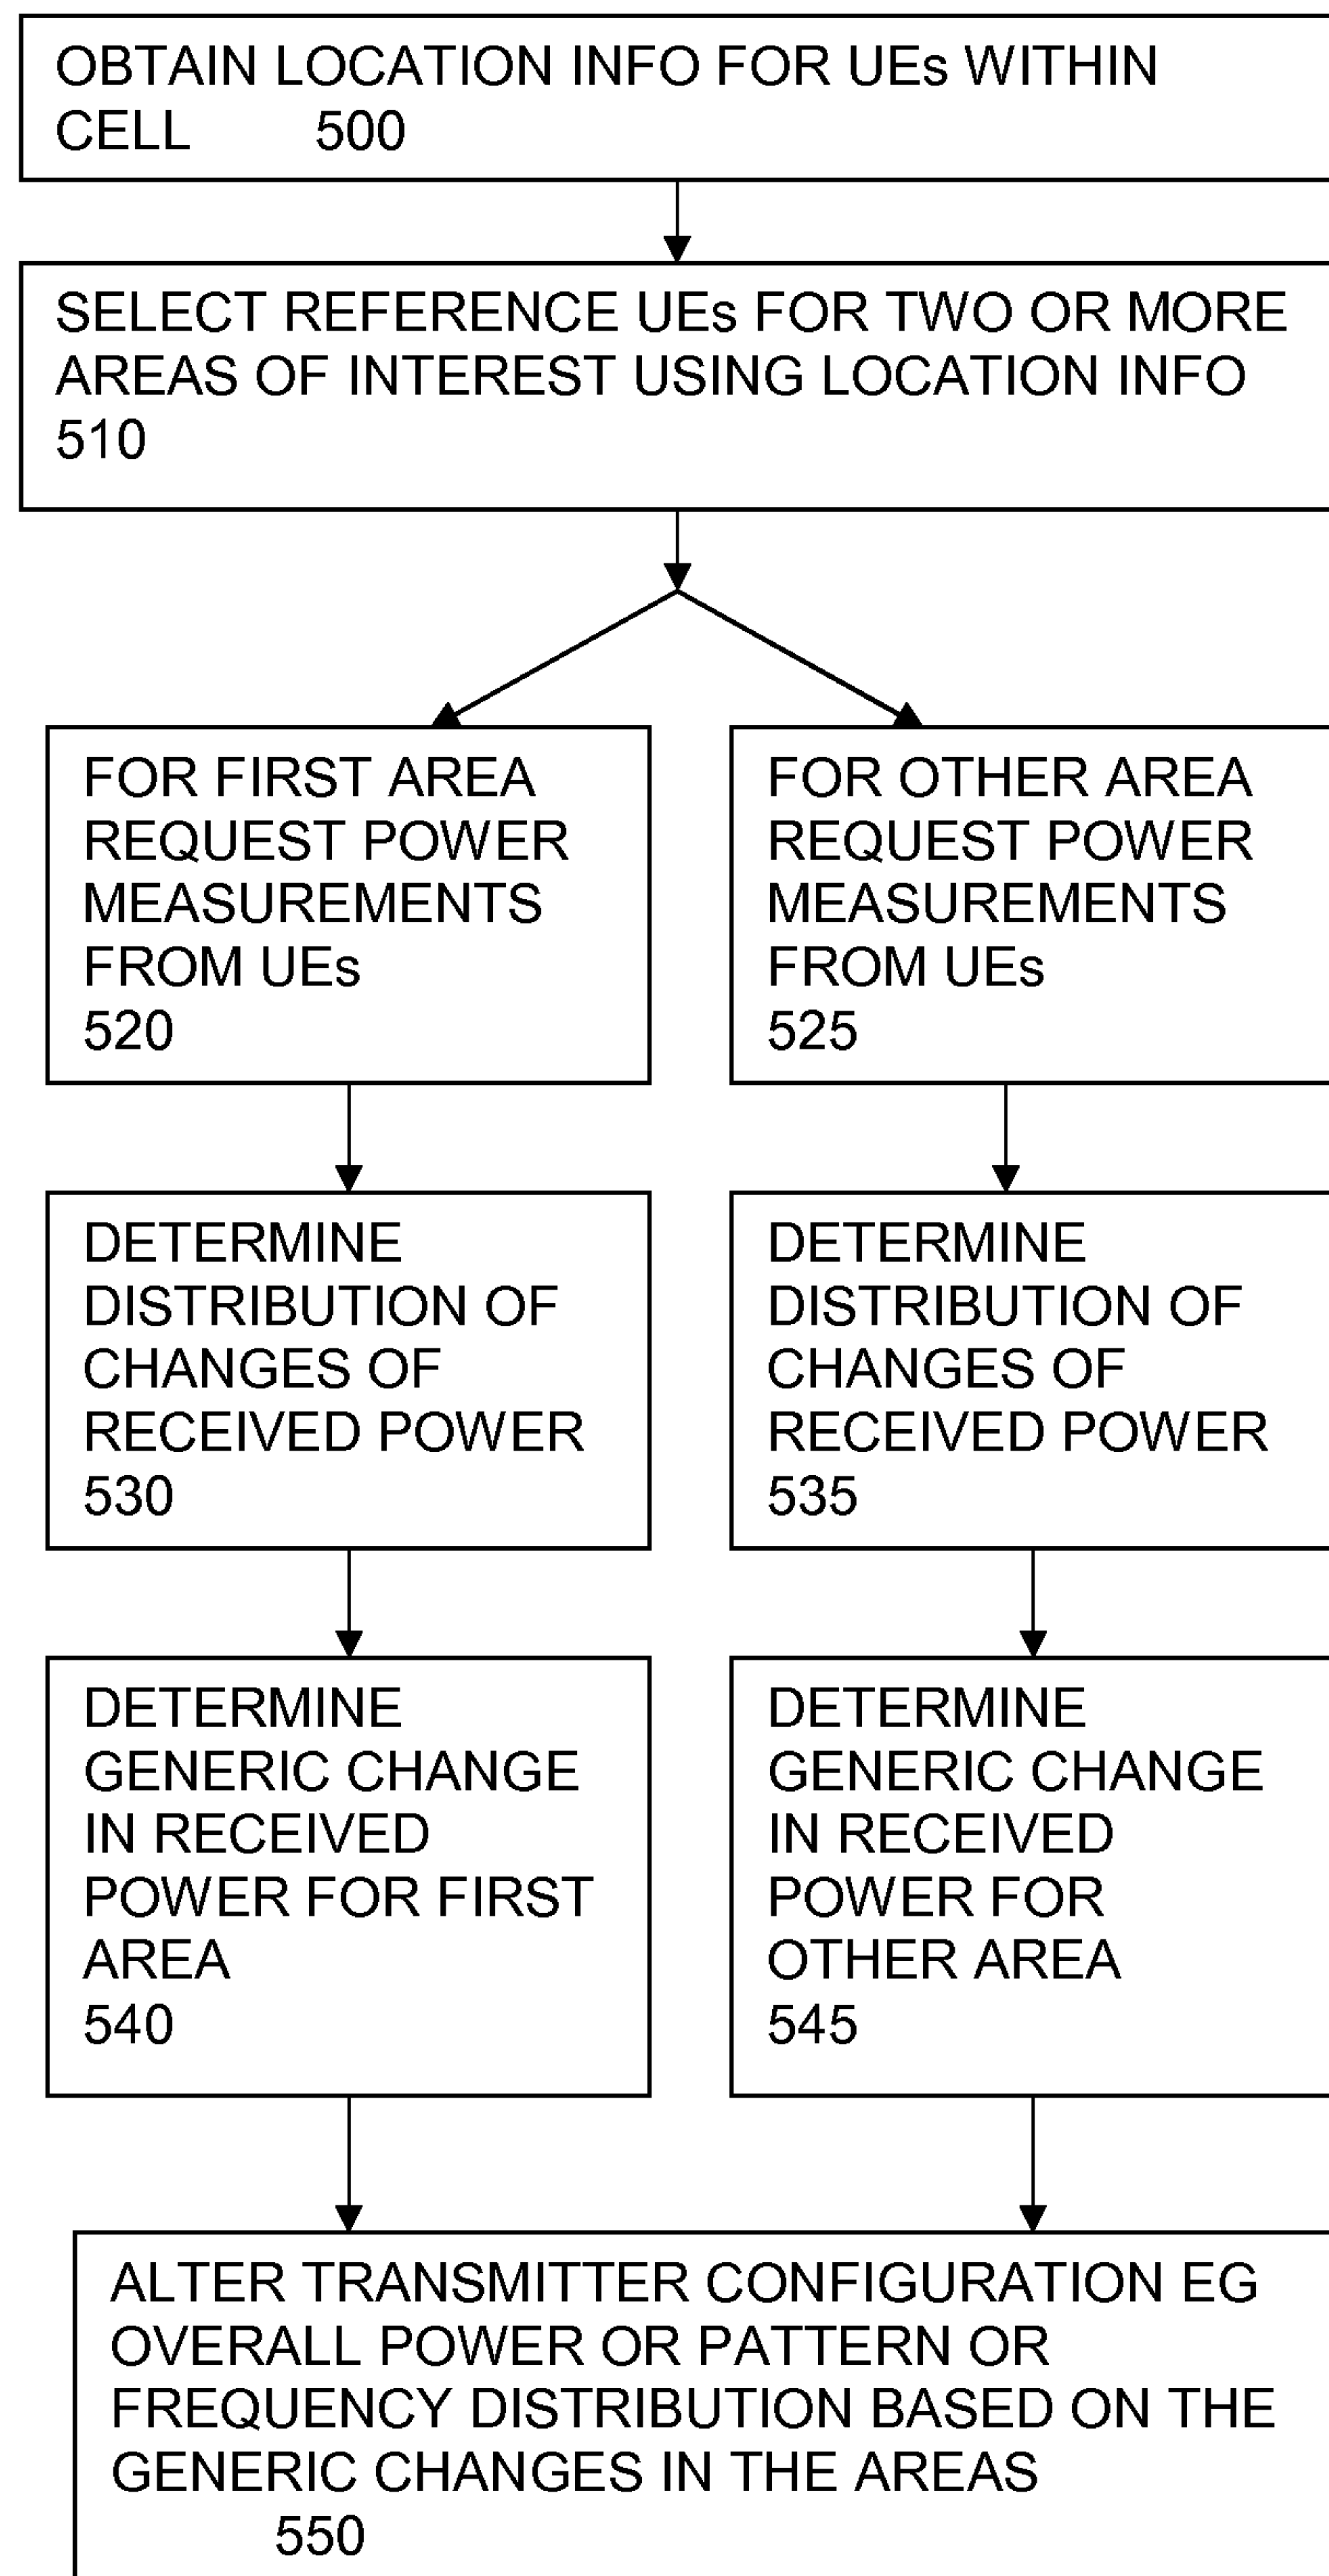 OBTAIN LOCATION INFO FOR UEs WITHIN
CELL 500
SELECT REFERENCE UEs FOR TWO OR MORE
AREAS OF INTEREST USING LOCATION INFO
510
FOR FIRST AREA
REQUEST POWER
MEASUREMENTS
FROM UEs
520
FOR OTHER AREA
REQUEST POWER
MEASUREMENTS
FROM UEs
525
DETERMINE
DISTRIBUTION OF
CHANGES OF
RECEIVED POWER
530
DETERMINE
DISTRIBUTION OF
CHANGES OF
RECEIVED POWER
535
DETERMINE
GENERIC CHANGE
IN RECEIVED
POWER FOR FIRST
AREA
540
DETERMINE
GENERIC CHANGE
IN RECEIVED
POWER FOR
OTHER AREA
545
ALTER TRANSMITTER CONFIGURATION EG
OVERALL POWER OR PATTERN OR
FREQUENCY DISTRIBUTION BASED ON THE
GENERIC CHANGES IN THE AREAS
550